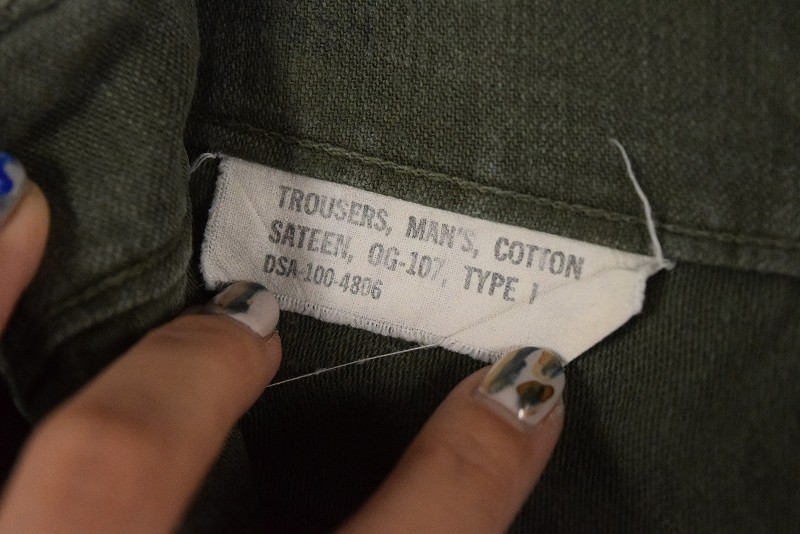 TROUSERS, MAN'S, COTTON
SATEEN, OG-107, TYPE I
DSA-100-4806